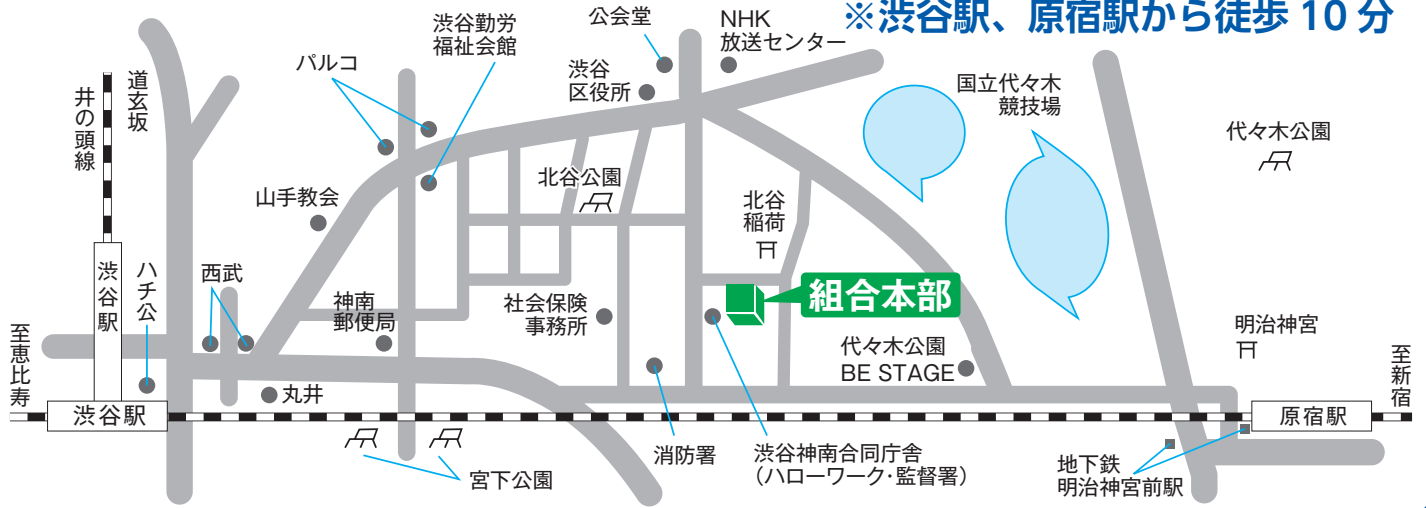 ※渋谷駅、原宿駅から徒歩 10 分
井の頭線
道玄坂
パルコ
渋谷勤労
福祉会館
公会堂
NHK
放送センター
渋谷
区役所
国立代々木
競技場
代々木公園
山手教会
北谷公園
北谷
稲荷
渋谷駅
ハチ公
西武
神南
郵便局
社会保険
事務所
組合本部
代々木公園
BE STAGE
明治神宮
至恵比寿
至新宿
丸井
渋谷駅
原宿駅
宮下公園
消防署
渋谷神南合同庁舎
（ハローワーク・監督署）
地下鉄
明治神宮前駅